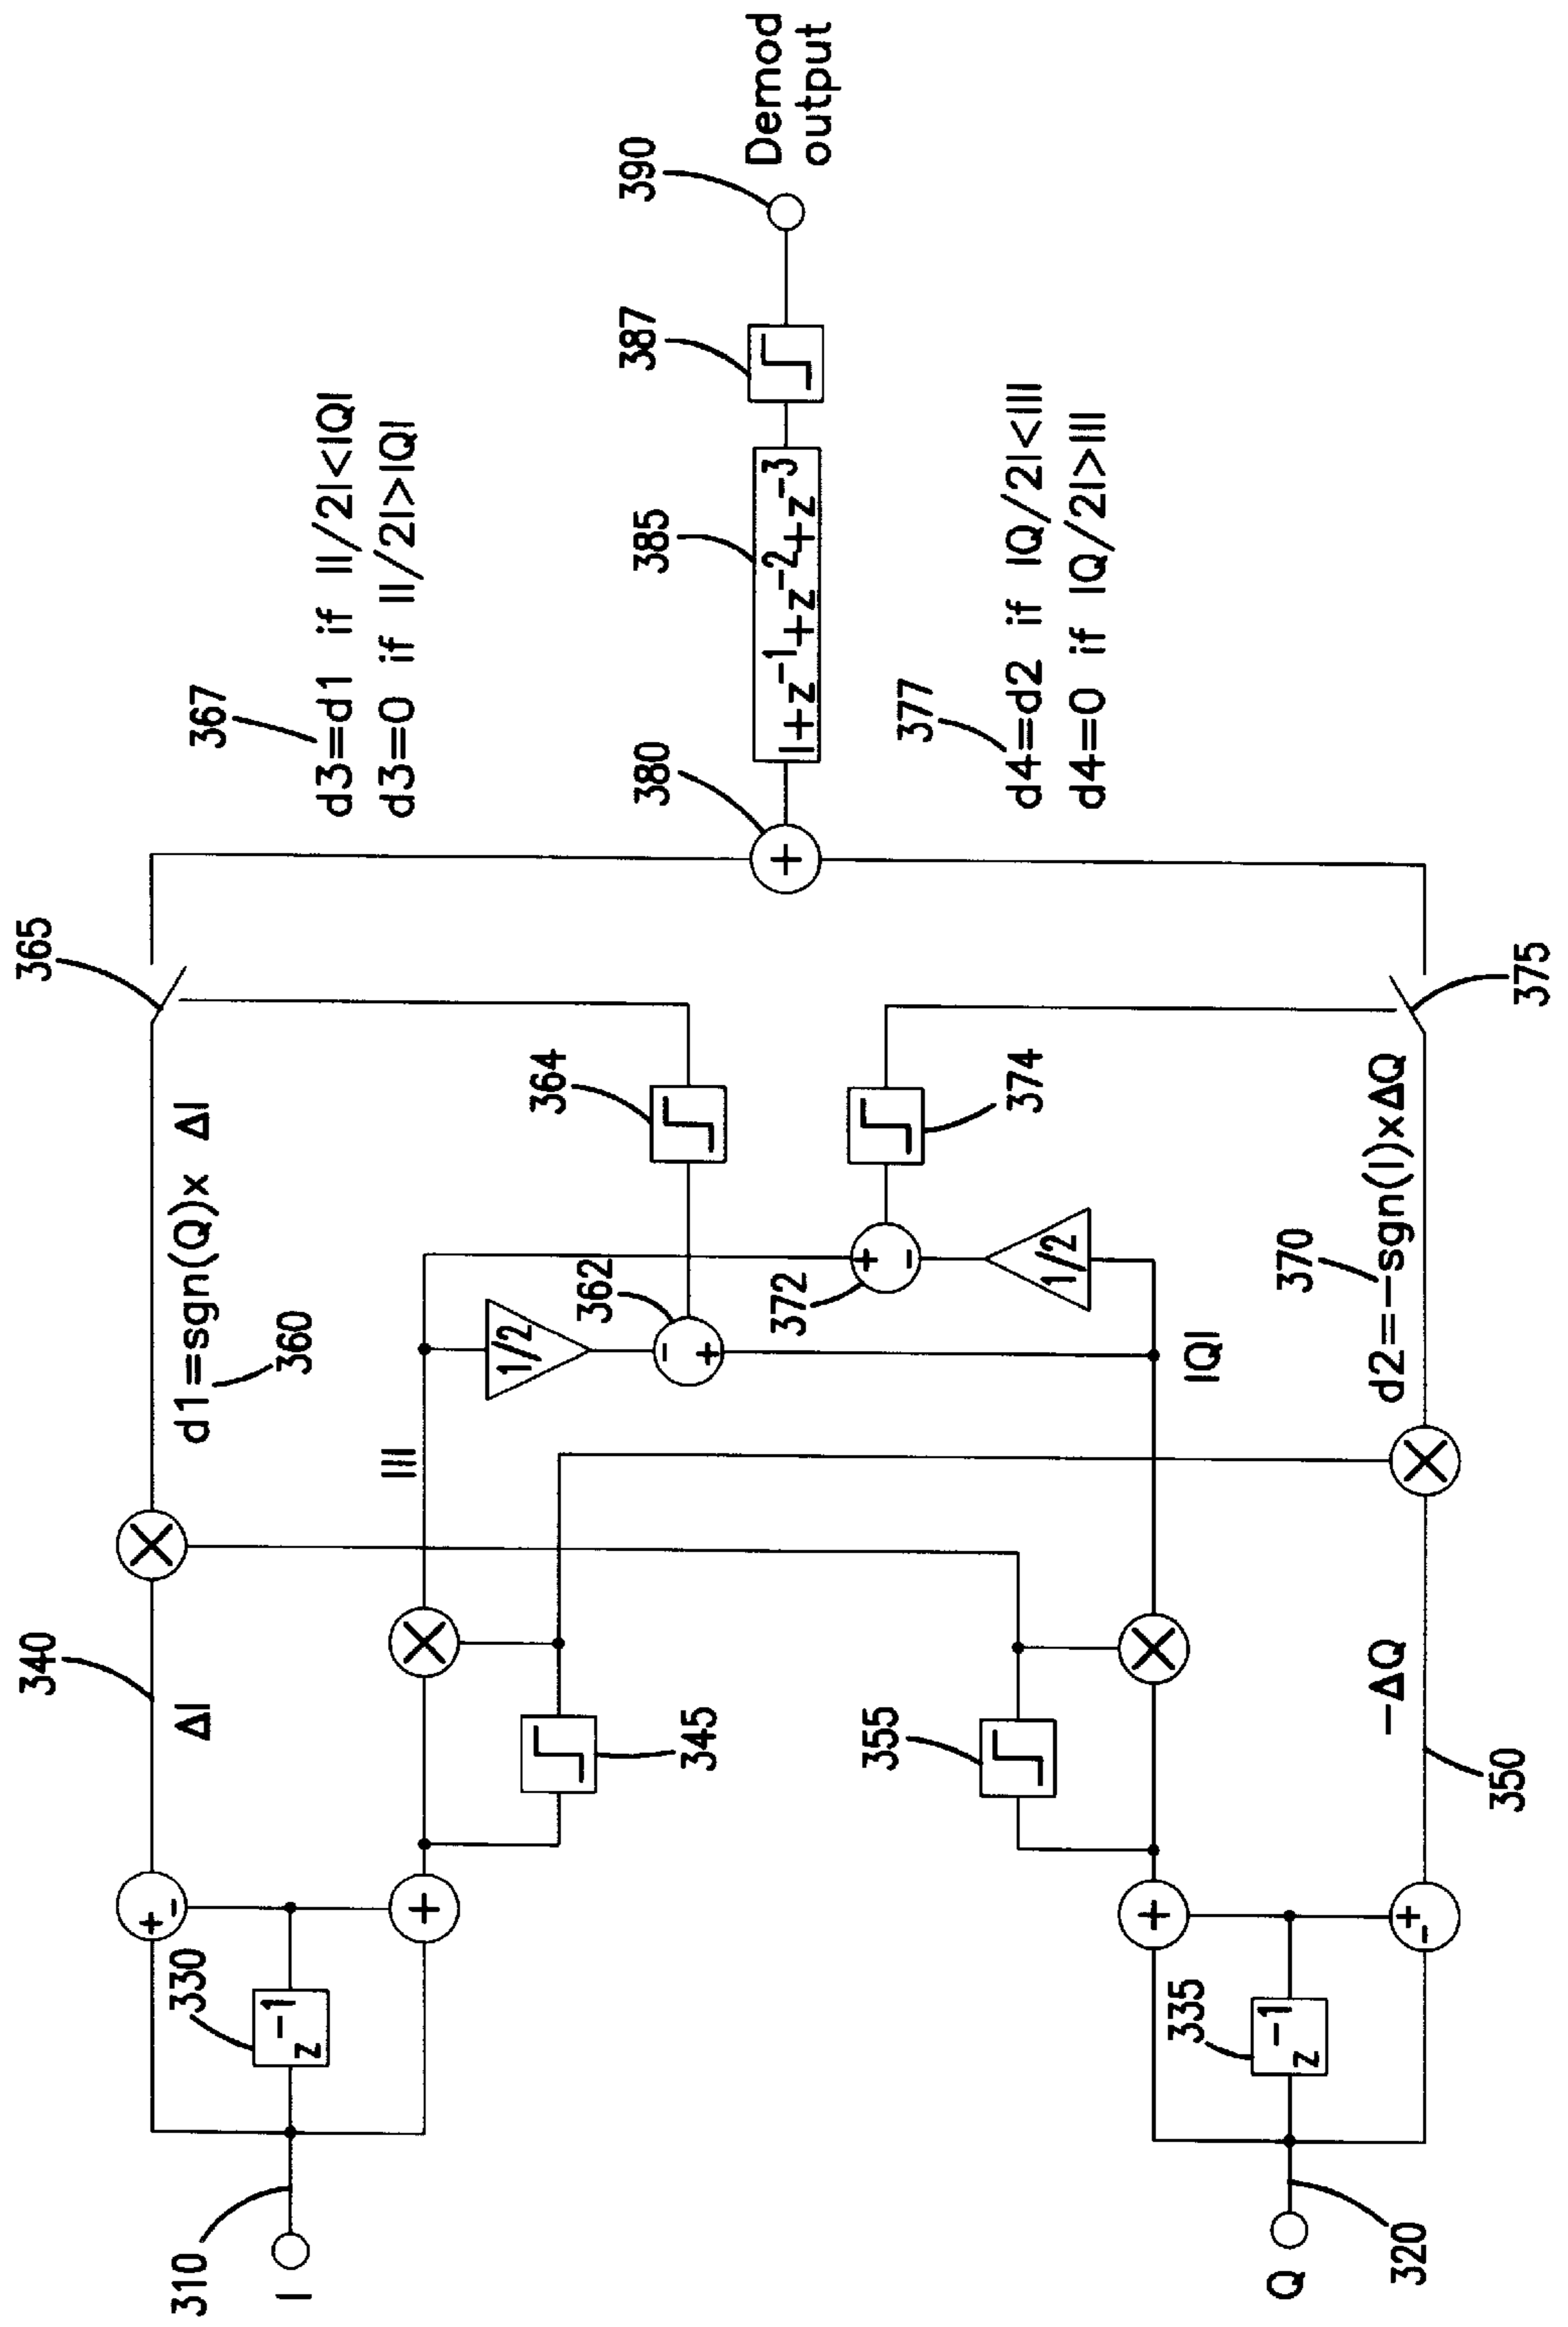 310
I
330
z⁻¹
+
-
+
340
ΔI
345
d1=sgn(Q)x ΔI
360
|I|
1/2
362
-
+
364
365
367
d3=d1 if |I/2|<|Q|
d3=0 if |I/2|>|Q|
380
+
385
1+z⁻¹+z⁻²+z⁻³
387
390
Demod
output
377
d4=d2 if |Q/2|<|I|
d4=0 if |Q/2|>|I|
372
+
-
1/2
374
375
|Q|
370
d2=-sgn(I)xΔQ
355
-ΔQ
350
+
335
z⁻¹
+
-
Q
320